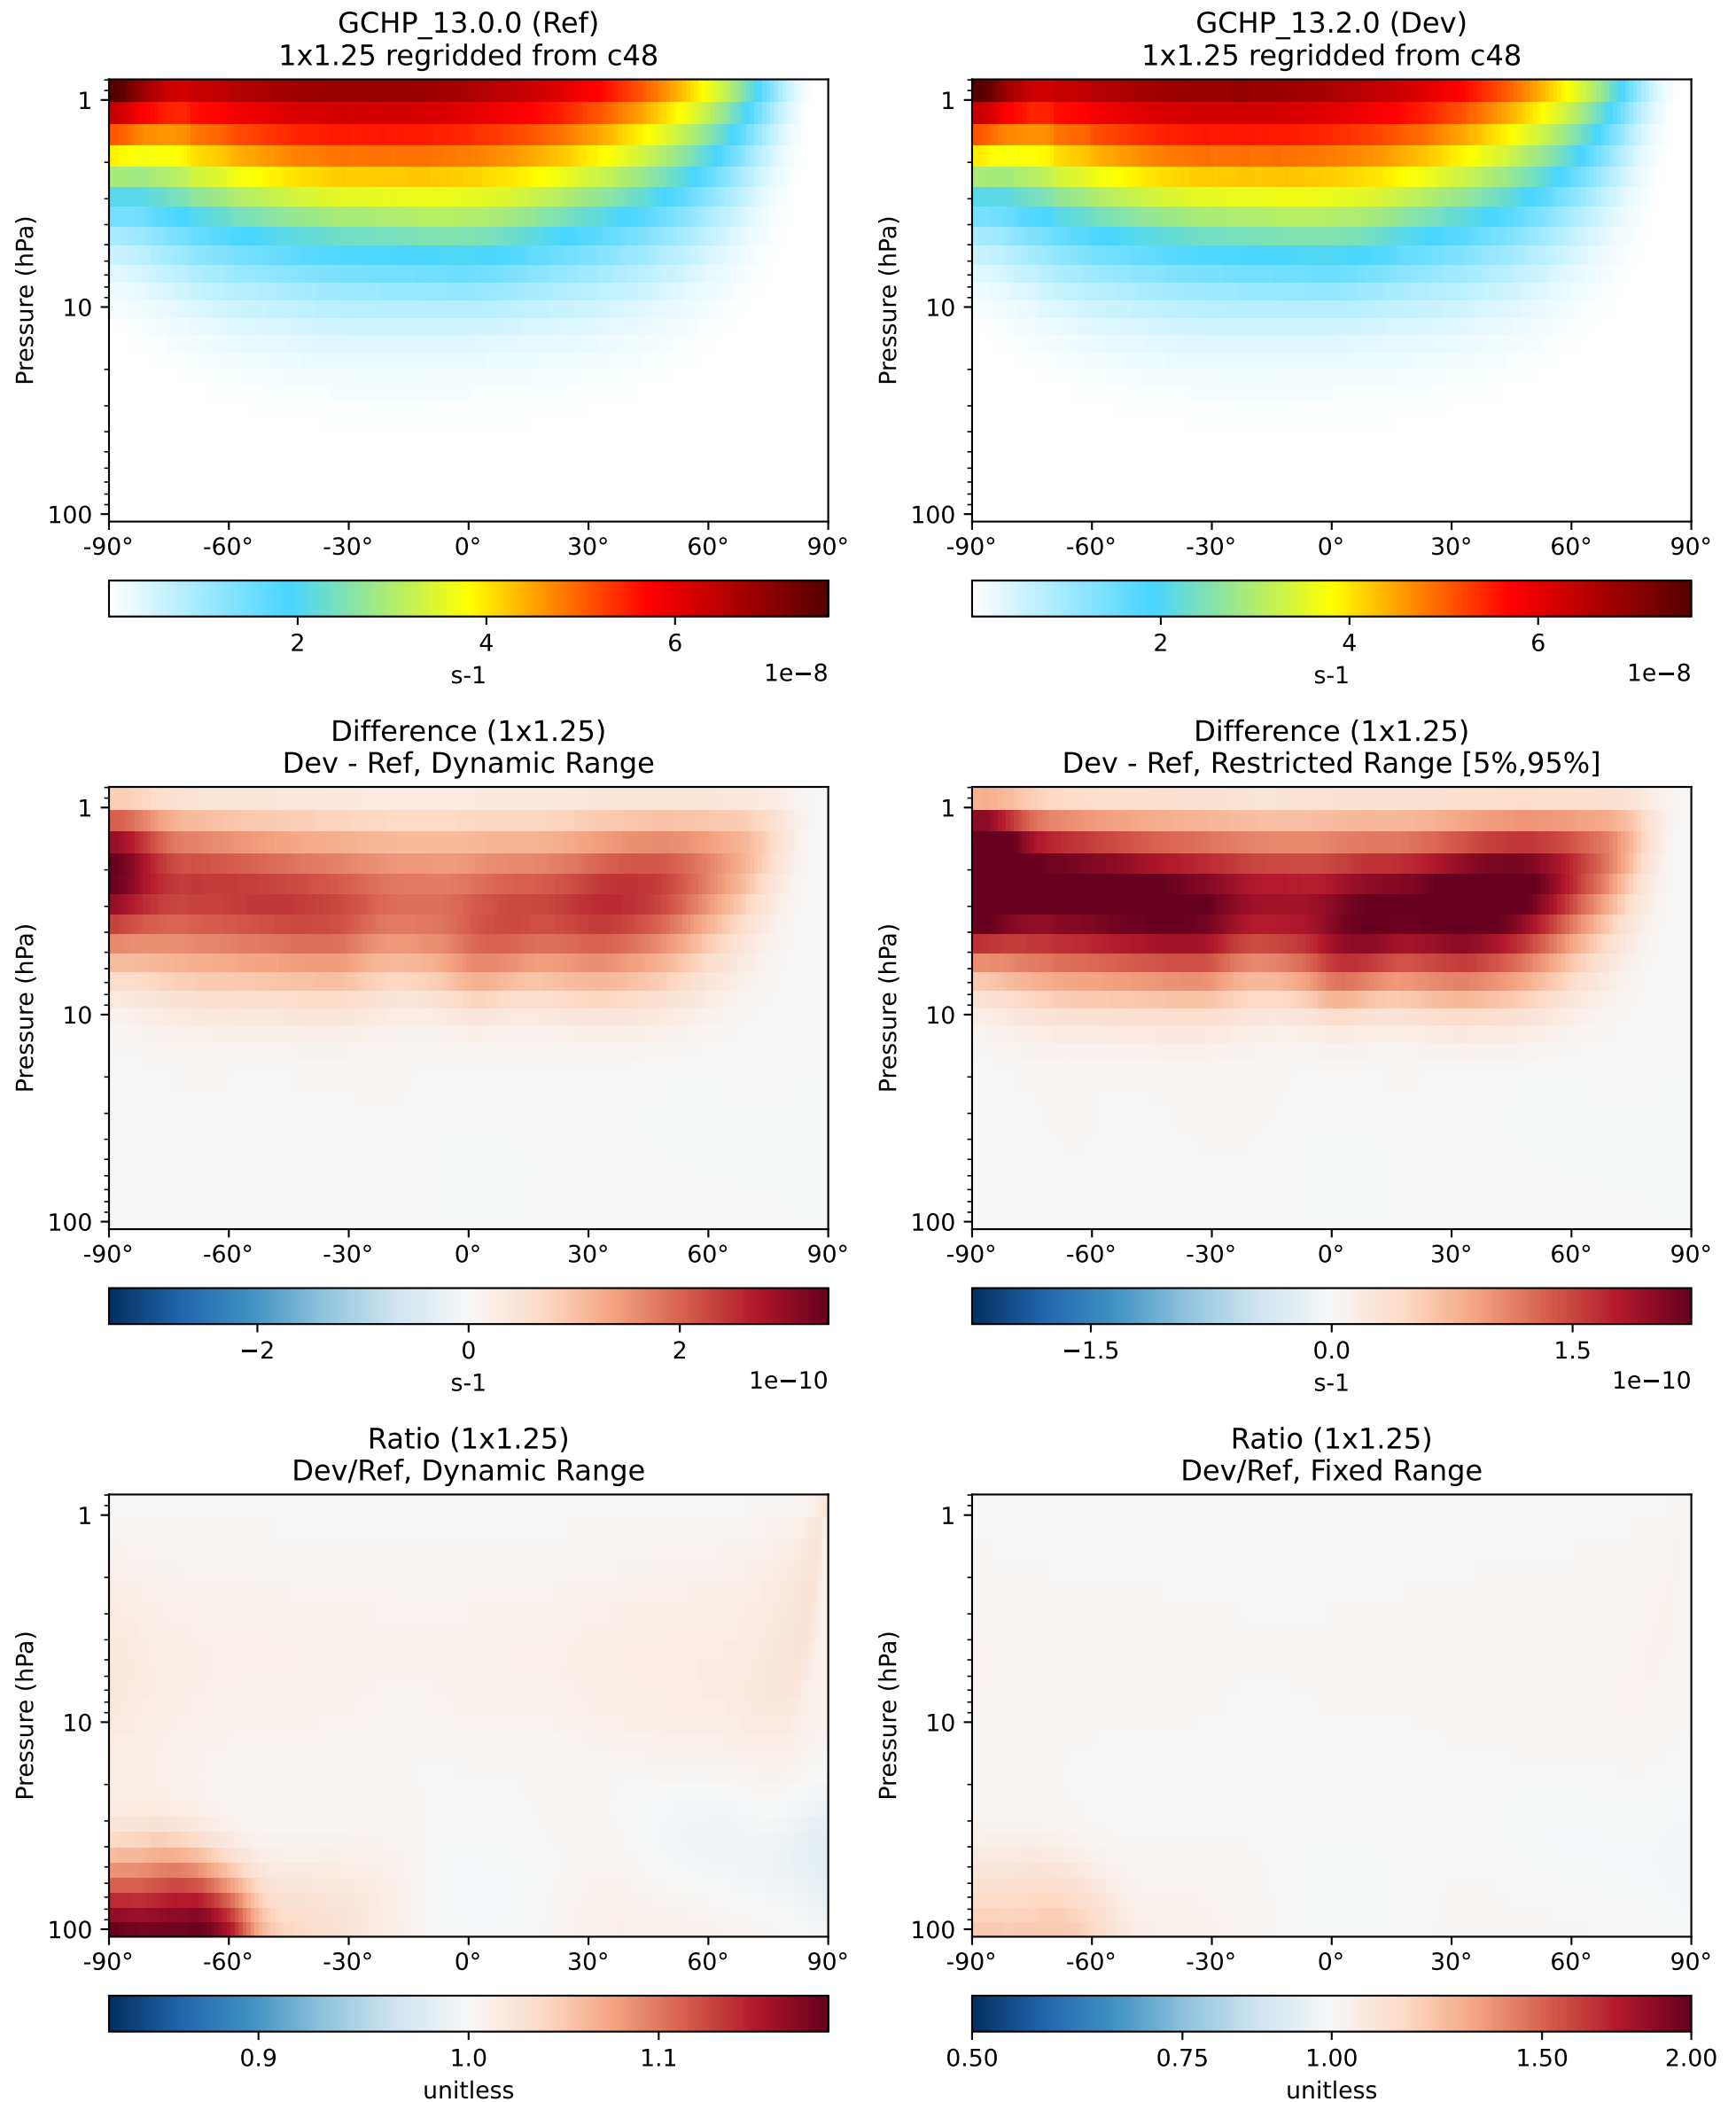 GCHP_13.0.0 (Ref)
1x1.25 regridded from c48
Pressure (hPa)
1
10
100
-90° -60° -30° 0° 30° 60° 90°
2 4 6
s-1
1e−8
GCHP_13.2.0 (Dev)
1x1.25 regridded from c48
Pressure (hPa)
1
10
100
-90° -60° -30° 0° 30° 60° 90°
2 4 6
s-1
1e−8
Difference (1x1.25)
Dev - Ref, Dynamic Range
Pressure (hPa)
1
10
100
-90° -60° -30° 0° 30° 60° 90°
−2 0 2
s-1
1e−10
Difference (1x1.25)
Dev - Ref, Restricted Range [5%,95%]
Pressure (hPa)
1
10
100
-90° -60° -30° 0° 30° 60° 90°
−1.5 0.0 1.5
s-1
1e−10
Ratio (1x1.25)
Dev/Ref, Dynamic Range
Pressure (hPa)
1
10
100
-90° -60° -30° 0° 30° 60° 90°
0.9 1.0 1.1
unitless
Ratio (1x1.25)
Dev/Ref, Fixed Range
Pressure (hPa)
1
10
100
-90° -60° -30° 0° 30° 60° 90°
0.50 0.75 1.00 1.50 2.00
unitless